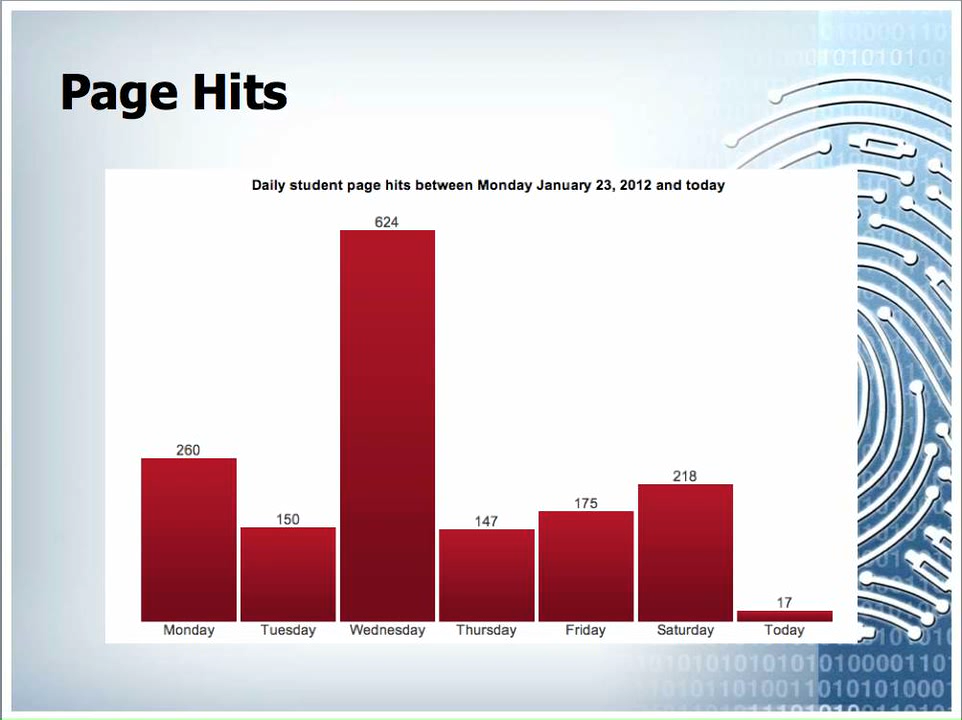 Page Hits
Daily student page hits between Monday January 23, 2012 and today
624
260
218
175
150
147
17
Monday Tuesday Wednesday Thursday Friday Saturday Today